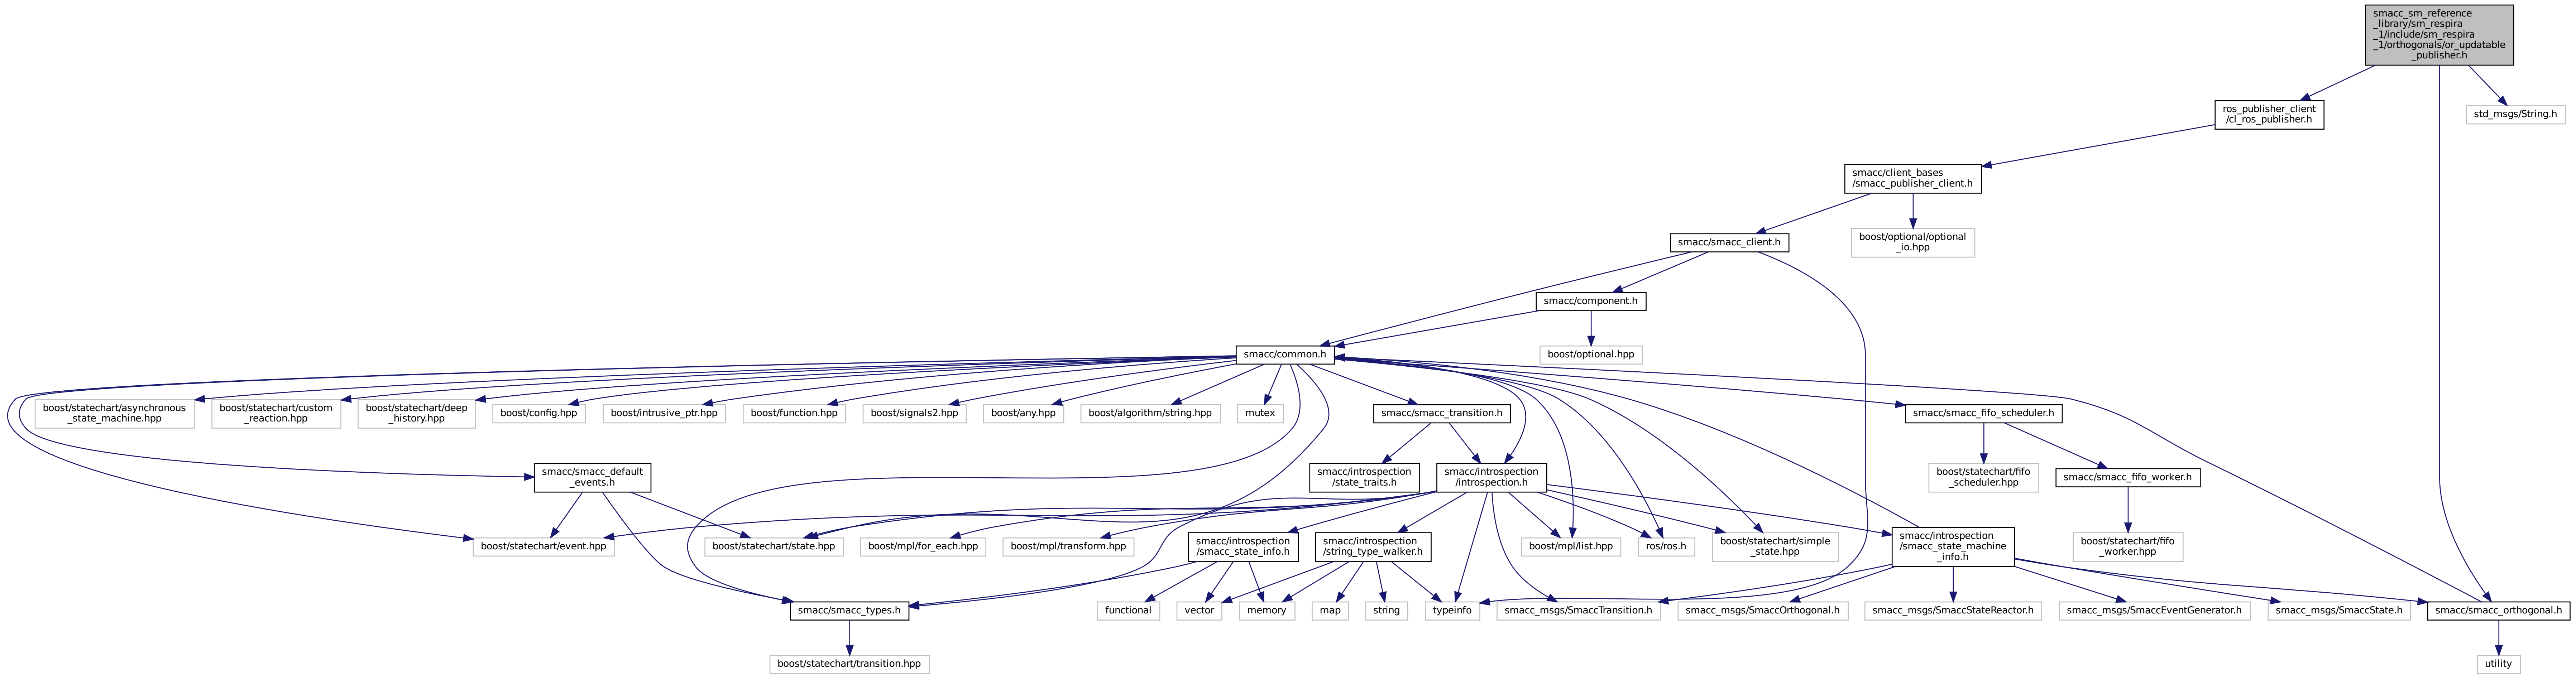 smacc_sm_reference
_library/sm_respira
_1/include/sm_respira
_1/orthogonals/or_updatable
_publisher.h
ros_publisher_client
/cl_ros_publisher.h
std_msgs/String.h
smacc/client_bases
/smacc_publisher_client.h
smacc/smacc_client.h
boost/optional/optional
_io.hpp
smacc/component.h
smacc/common.h
boost/optional.hpp
boost/statechart/asynchronous
_state_machine.hpp
boost/statechart/custom
_reaction.hpp
boost/statechart/deep
_history.hpp
boost/config.hpp
boost/intrusive_ptr.hpp
boost/function.hpp
boost/signals2.hpp
boost/any.hpp
boost/algorithm/string.hpp
mutex
smacc/smacc_transition.h
smacc/smacc_fifo_scheduler.h
smacc/smacc_default
_events.h
smacc/introspection
/state_traits.h
smacc/introspection
/introspection.h
boost/statechart/fifo
_scheduler.hpp
smacc/smacc_fifo_worker.h
boost/statechart/event.hpp
boost/statechart/state.hpp
boost/mpl/for_each.hpp
boost/mpl/transform.hpp
smacc/introspection
/smacc_state_info.h
smacc/introspection
/string_type_walker.h
boost/mpl/list.hpp
ros/ros.h
boost/statechart/simple
_state.hpp
smacc/introspection
/smacc_state_machine
_info.h
boost/statechart/fifo
_worker.hpp
smacc/smacc_types.h
functional
vector
memory
map
string
typeinfo
smacc_msgs/SmaccTransition.h
smacc_msgs/SmaccOrthogonal.h
smacc_msgs/SmaccStateReactor.h
smacc_msgs/SmaccEventGenerator.h
smacc_msgs/SmaccState.h
smacc/smacc_orthogonal.h
boost/statechart/transition.hpp
utility